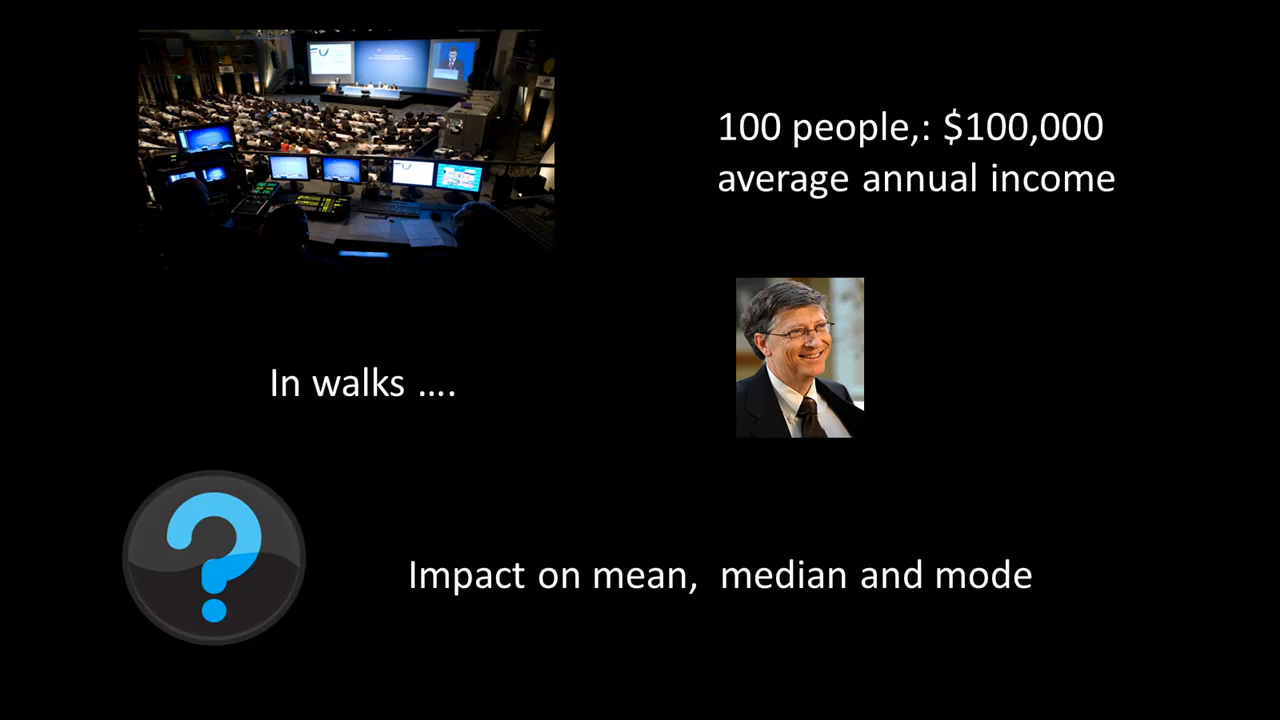 100 people,: $100,000
average annual income
In walks ....
Impact on mean,  median and mode